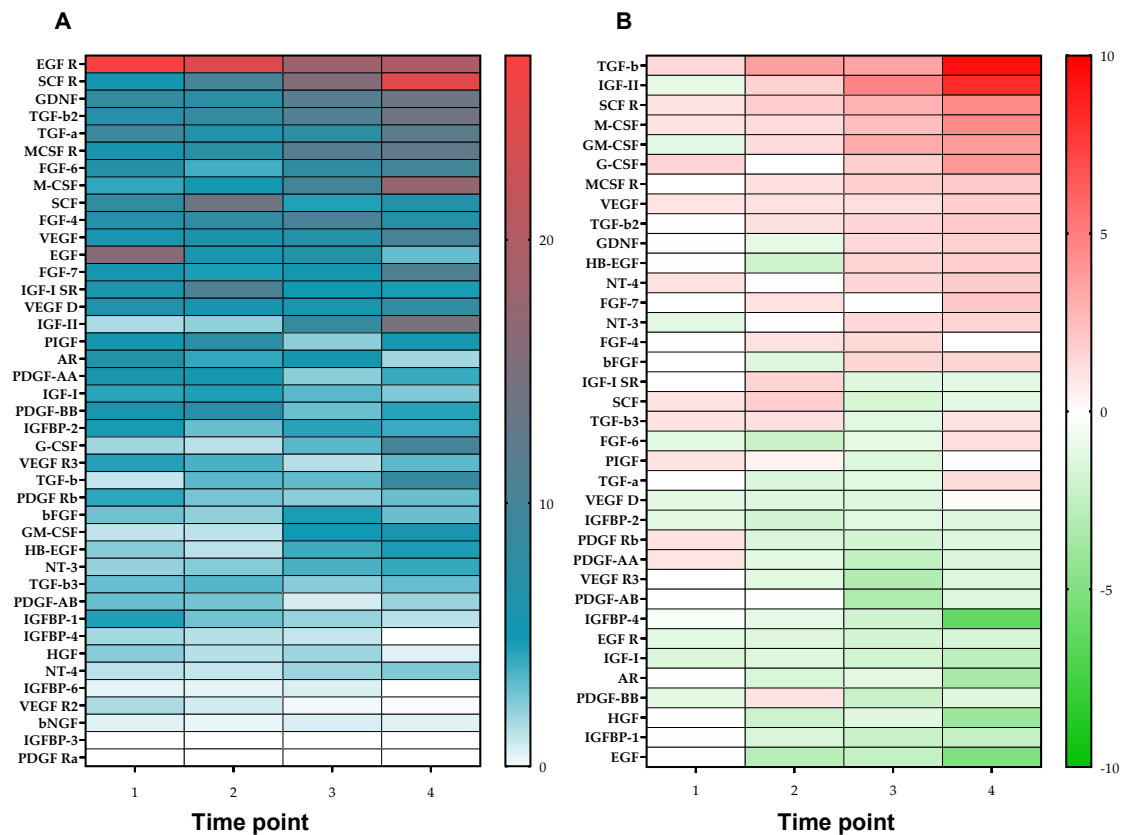 A
EGF R
SCF R
GDNF
TGF-b2
TGF-a
MCSF R
FGF-6
M-CSF
SCF
FGF-4
VEGF
EGF
FGF-7
IGF-I SR
VEGF D
IGF-II
PIGF
AR
PDGF-AA
IGF-I
PDGF-BB
IGFBP-2
G-CSF
VEGF R3
TGF-b
PDGF Rb
bFGF
GM-CSF
HB-EGF
NT-3
TGF-b3
PDGF-AB
IGFBP-1
IGFBP-4
HGF
NT-4
IGFBP-6
VEGF R2
bNGF
IGFBP-3
PDGF Ra
1 2 3 4
Time point
20
10
0
B
TGF-b
IGF-II
SCF R
M-CSF
GM-CSF
G-CSF
MCSF R
VEGF
TGF-b2
GDNF
HB-EGF
NT-4
FGF-7
NT-3
FGF-4
bFGF
IGF-I SR
SCF
TGF-b3
FGF-6
PIGF
TGF-a
VEGF D
IGFBP-2
PDGF Rb
PDGF-AA
VEGF R3
PDGF-AB
IGFBP-4
EGF R
IGF-I
AR
PDGF-BB
HGF
IGFBP-1
EGF
1 2 3 4
Time point
10
5
0
-5
-10